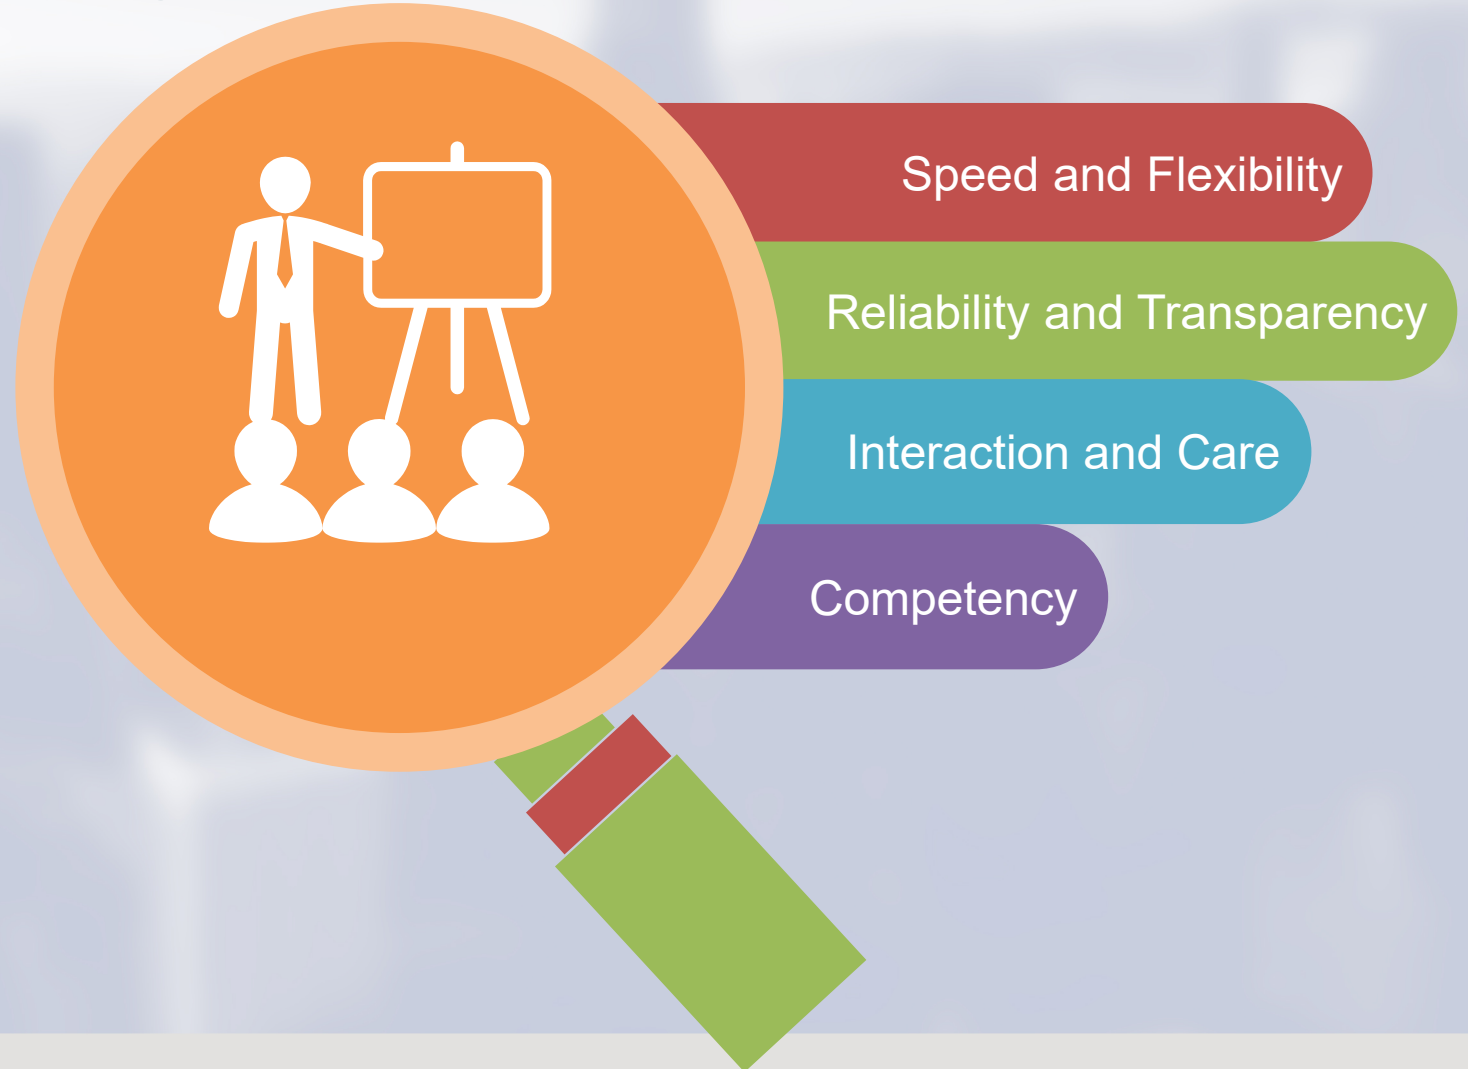 Speed and Flexibility
Reliability and Transparency
Interaction and Care
Competency